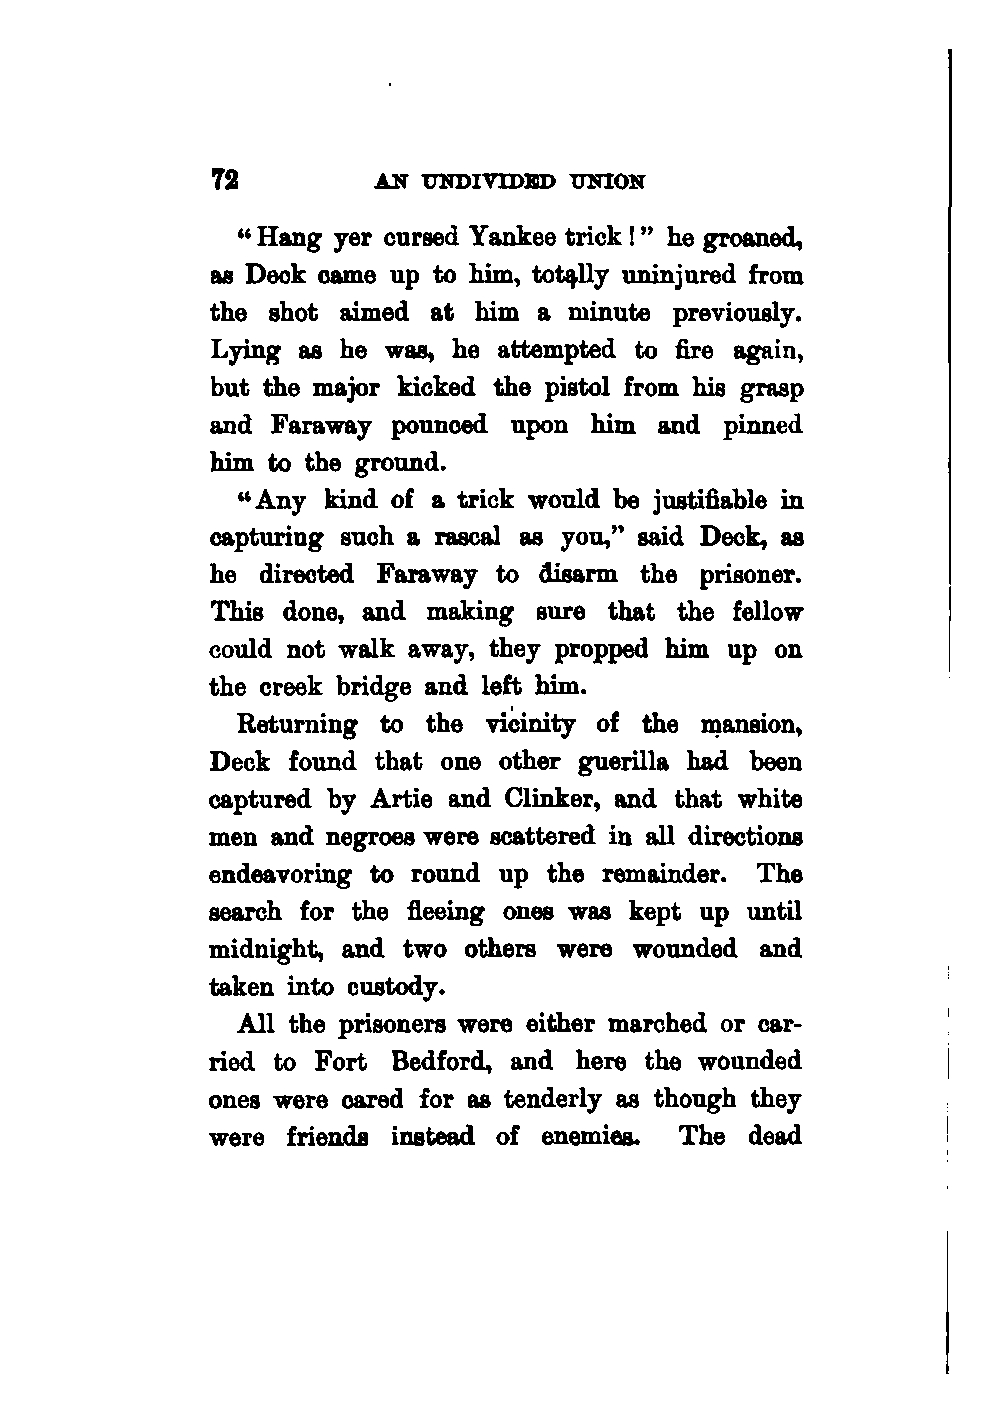 72 AN UNDIVIDED UNION
“Hang yer cursed Yankee trick!” he groaned,
as Deck came up to him, totally uninjured from
the shot aimed at him a minute previously.
Lying as he was, he attempted to fire again,
but the major kicked the pistol from his grasp
and Faraway pounced upon him and pinned
him to the ground.
“Any kind of a trick would be justifiable in
capturing such a rascal as you,” said Deck, as
he directed Faraway to disarm the prisoner.
This done, and making sure that the fellow
could not walk away, they propped him up on
the creek bridge and left him.
Returning to the vicinity of the mansion,
Deck found that one other guerilla had been
captured by Artie and Clinker, and that white
men and negroes were scattered in all directions
endeavoring to round up the remainder. The
search for the fleeing ones was kept up until
midnight, and two others were wounded and
taken into custody.
All the prisoners were either marched or car-
ried to Fort Bedford, and here the wounded
ones were cared for as tenderly as though they
were friends instead of enemies. The dead